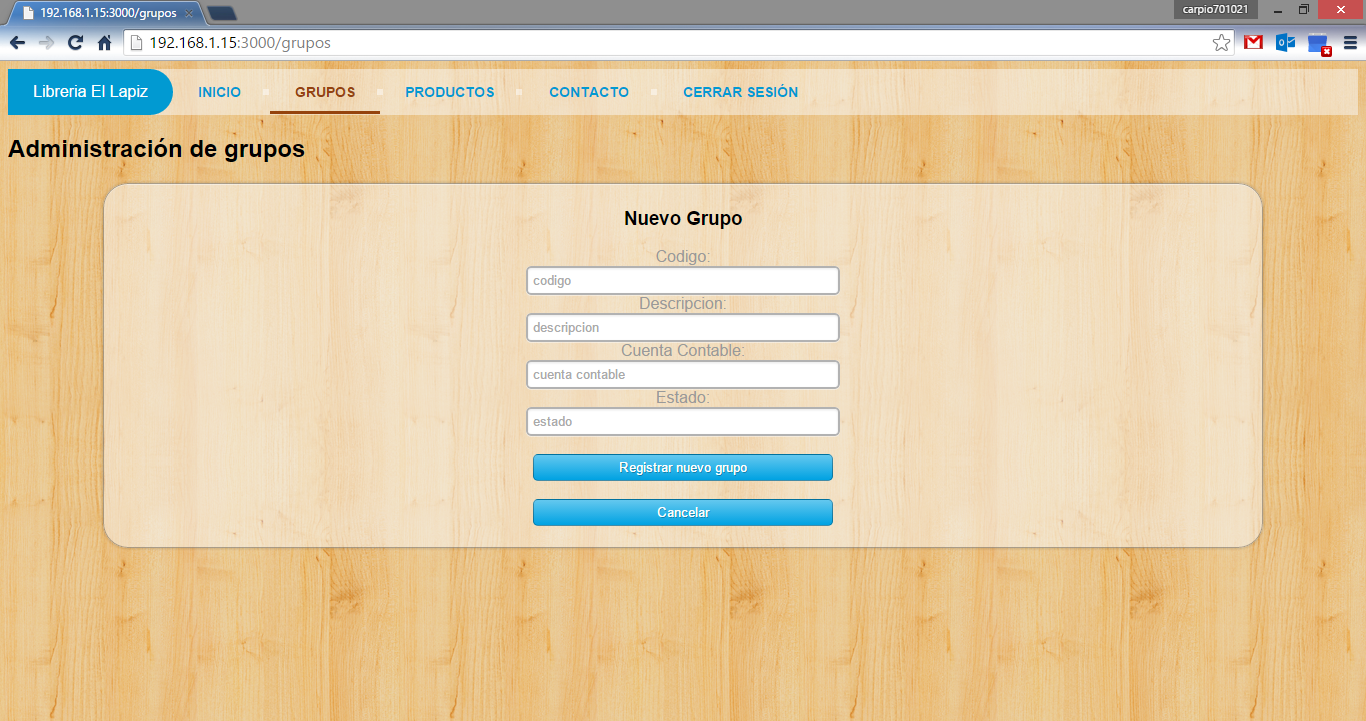 192.168.1.15:3000/grupos
carpio701021
192.168.1.15:3000/grupos
Libreria El Lapiz INICIO GRUPOS PRODUCTOS CONTACTO CERRAR SESIÓN
Administración de grupos
Nuevo Grupo
Codigo:
codigo
Descripcion:
descripcion
Cuenta Contable:
cuenta contable
Estado:
estado
Registrar nuevo grupo
Cancelar